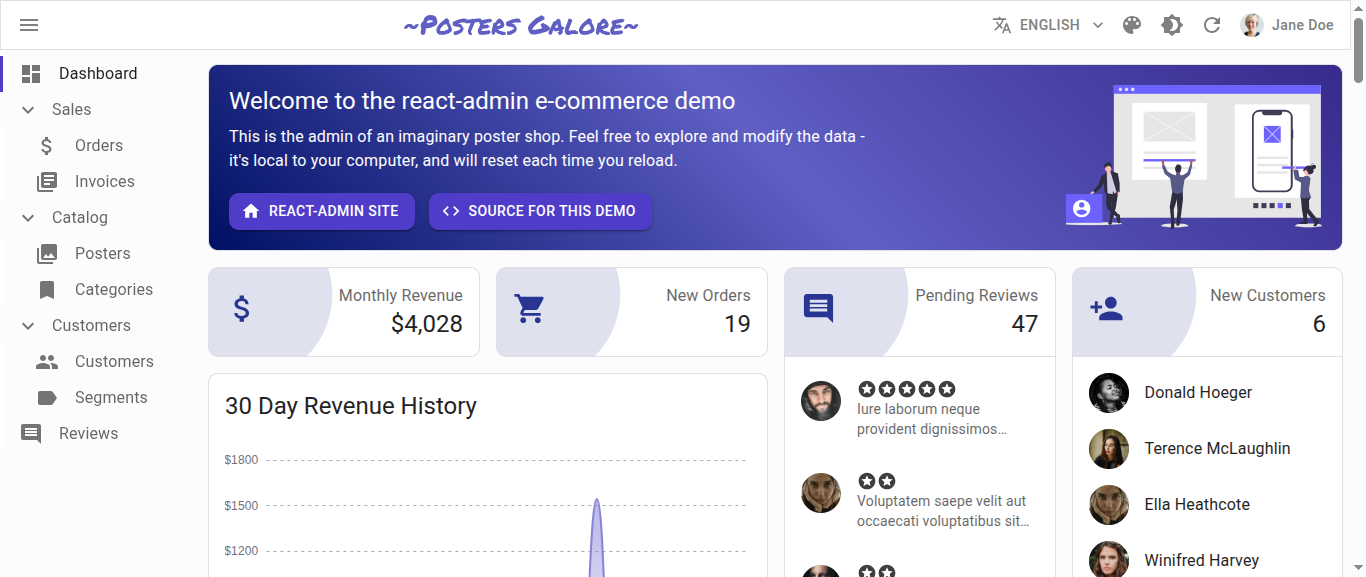 ~Posters Galore~
ENGLISH
Jane Doe
Dashboard
Sales
Orders
Invoices
Catalog
Posters
Categories
Customers
Customers
Segments
Reviews
Welcome to the react-admin e-commerce demo
This is the admin of an imaginary poster shop. Feel free to explore and modify the data -
it's local to your computer, and will reset each time you reload.
REACT-ADMIN SITE
SOURCE FOR THIS DEMO
Monthly Revenue
$4,028
New Orders
19
Pending Reviews
47
New Customers
6
30 Day Revenue History
$1800
$1500
$1200
Iure laborum neque
provident dignissimos…
Voluptatem saepe velit aut
occaecati voluptatibus sit…
Donald Hoeger
Terence McLaughlin
Ella Heathcote
Winifred Harvey